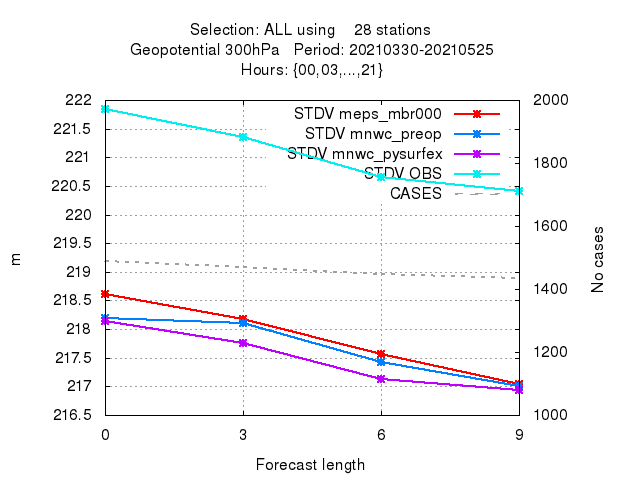 Selection: ALL using    28 stations
Geopotential 300hPa   Period: 20210330-20210525
Hours: {00,03,...,21}
222
221.5
221
220.5
220
219.5
219
218.5
218
217.5
217
216.5
m
STDV meps_mbr000
STDV mnwc_preop
STDV mnwc_pysurfex
STDV OBS
CASES
2000
1800
1600
1400
1200
1000
No cases
0
3
6
9
Forecast length